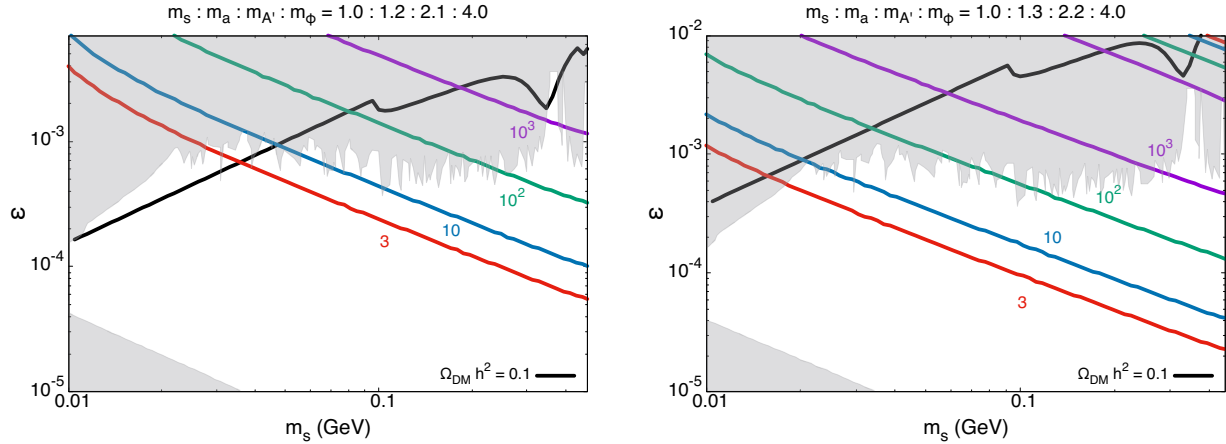 m_s : m_a : m_A' : m_ϕ = 1.0 : 1.2 : 2.1 : 4.0
10^-3
10^-4
10^-5
ε
10^3
10^2
10
3
Ω_DM h^2 = 0.1
0.01
0.1
m_s (GeV)
m_s : m_a : m_A' : m_ϕ = 1.0 : 1.3 : 2.2 : 4.0
10^-2
10^-3
10^-4
10^-5
ε
10^3
10^2
10
3
Ω_DM h^2 = 0.1
0.01
0.1
m_s (GeV)